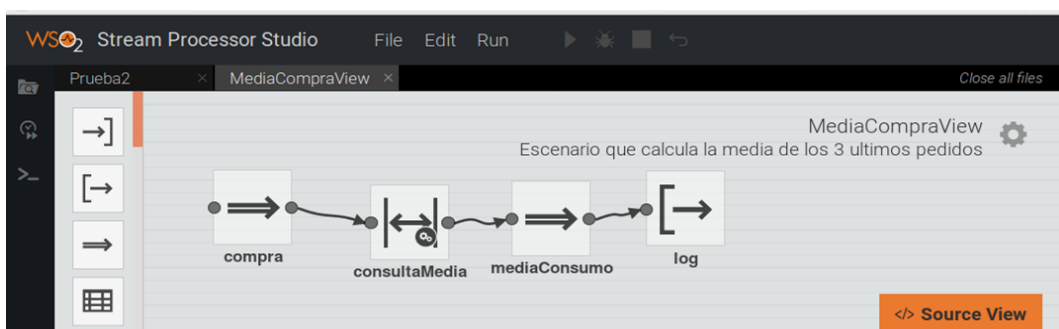 WSO2 Stream Processor Studio File Edit Run
Prueba2 × MediaCompraView × Close all files
MediaCompraView
Escenario que calcula la media de los 3 ultimos pedidos
compra
consultaMedia
mediaConsumo
log
>_
</> Source View